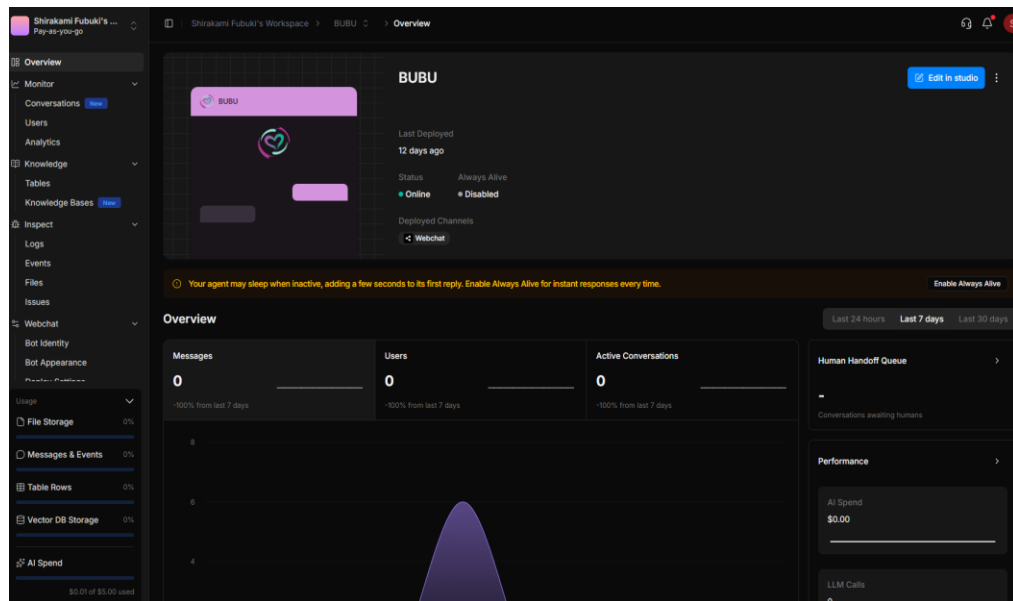 Shirakami Fubuki's ...
Pay-as-you-go
Shirakami Fubuki's Workspace > BUBU > Overview
Overview
Monitor
Conversations New
Users
Analytics
Knowledge
Tables
Knowledge Bases New
Inspect
Logs
Events
Files
Issues
Webchat
Bot Identity
Bot Appearance
Deploy Settings
Usage
File Storage 0%
Messages & Events 0%
Table Rows 0%
Vector DB Storage 0%
AI Spend
$0.01 of $5.00 used
BUBU
BUBU
Edit in studio
Last Deployed
12 days ago
Status Always Alive
Online Disabled
Deployed Channels
Webchat
Your agent may sleep when inactive, adding a few seconds to its first reply. Enable Always Alive for instant responses every time.
Enable Always Alive
Overview
Last 24 hours Last 7 days Last 30 days
Messages
0
-100% from last 7 days
Users
0
-100% from last 7 days
Active Conversations
0
-100% from last 7 days
8
6
4
Human Handoff Queue
-
Conversations awaiting humans
Performance
AI Spend
$0.00
LLM Calls